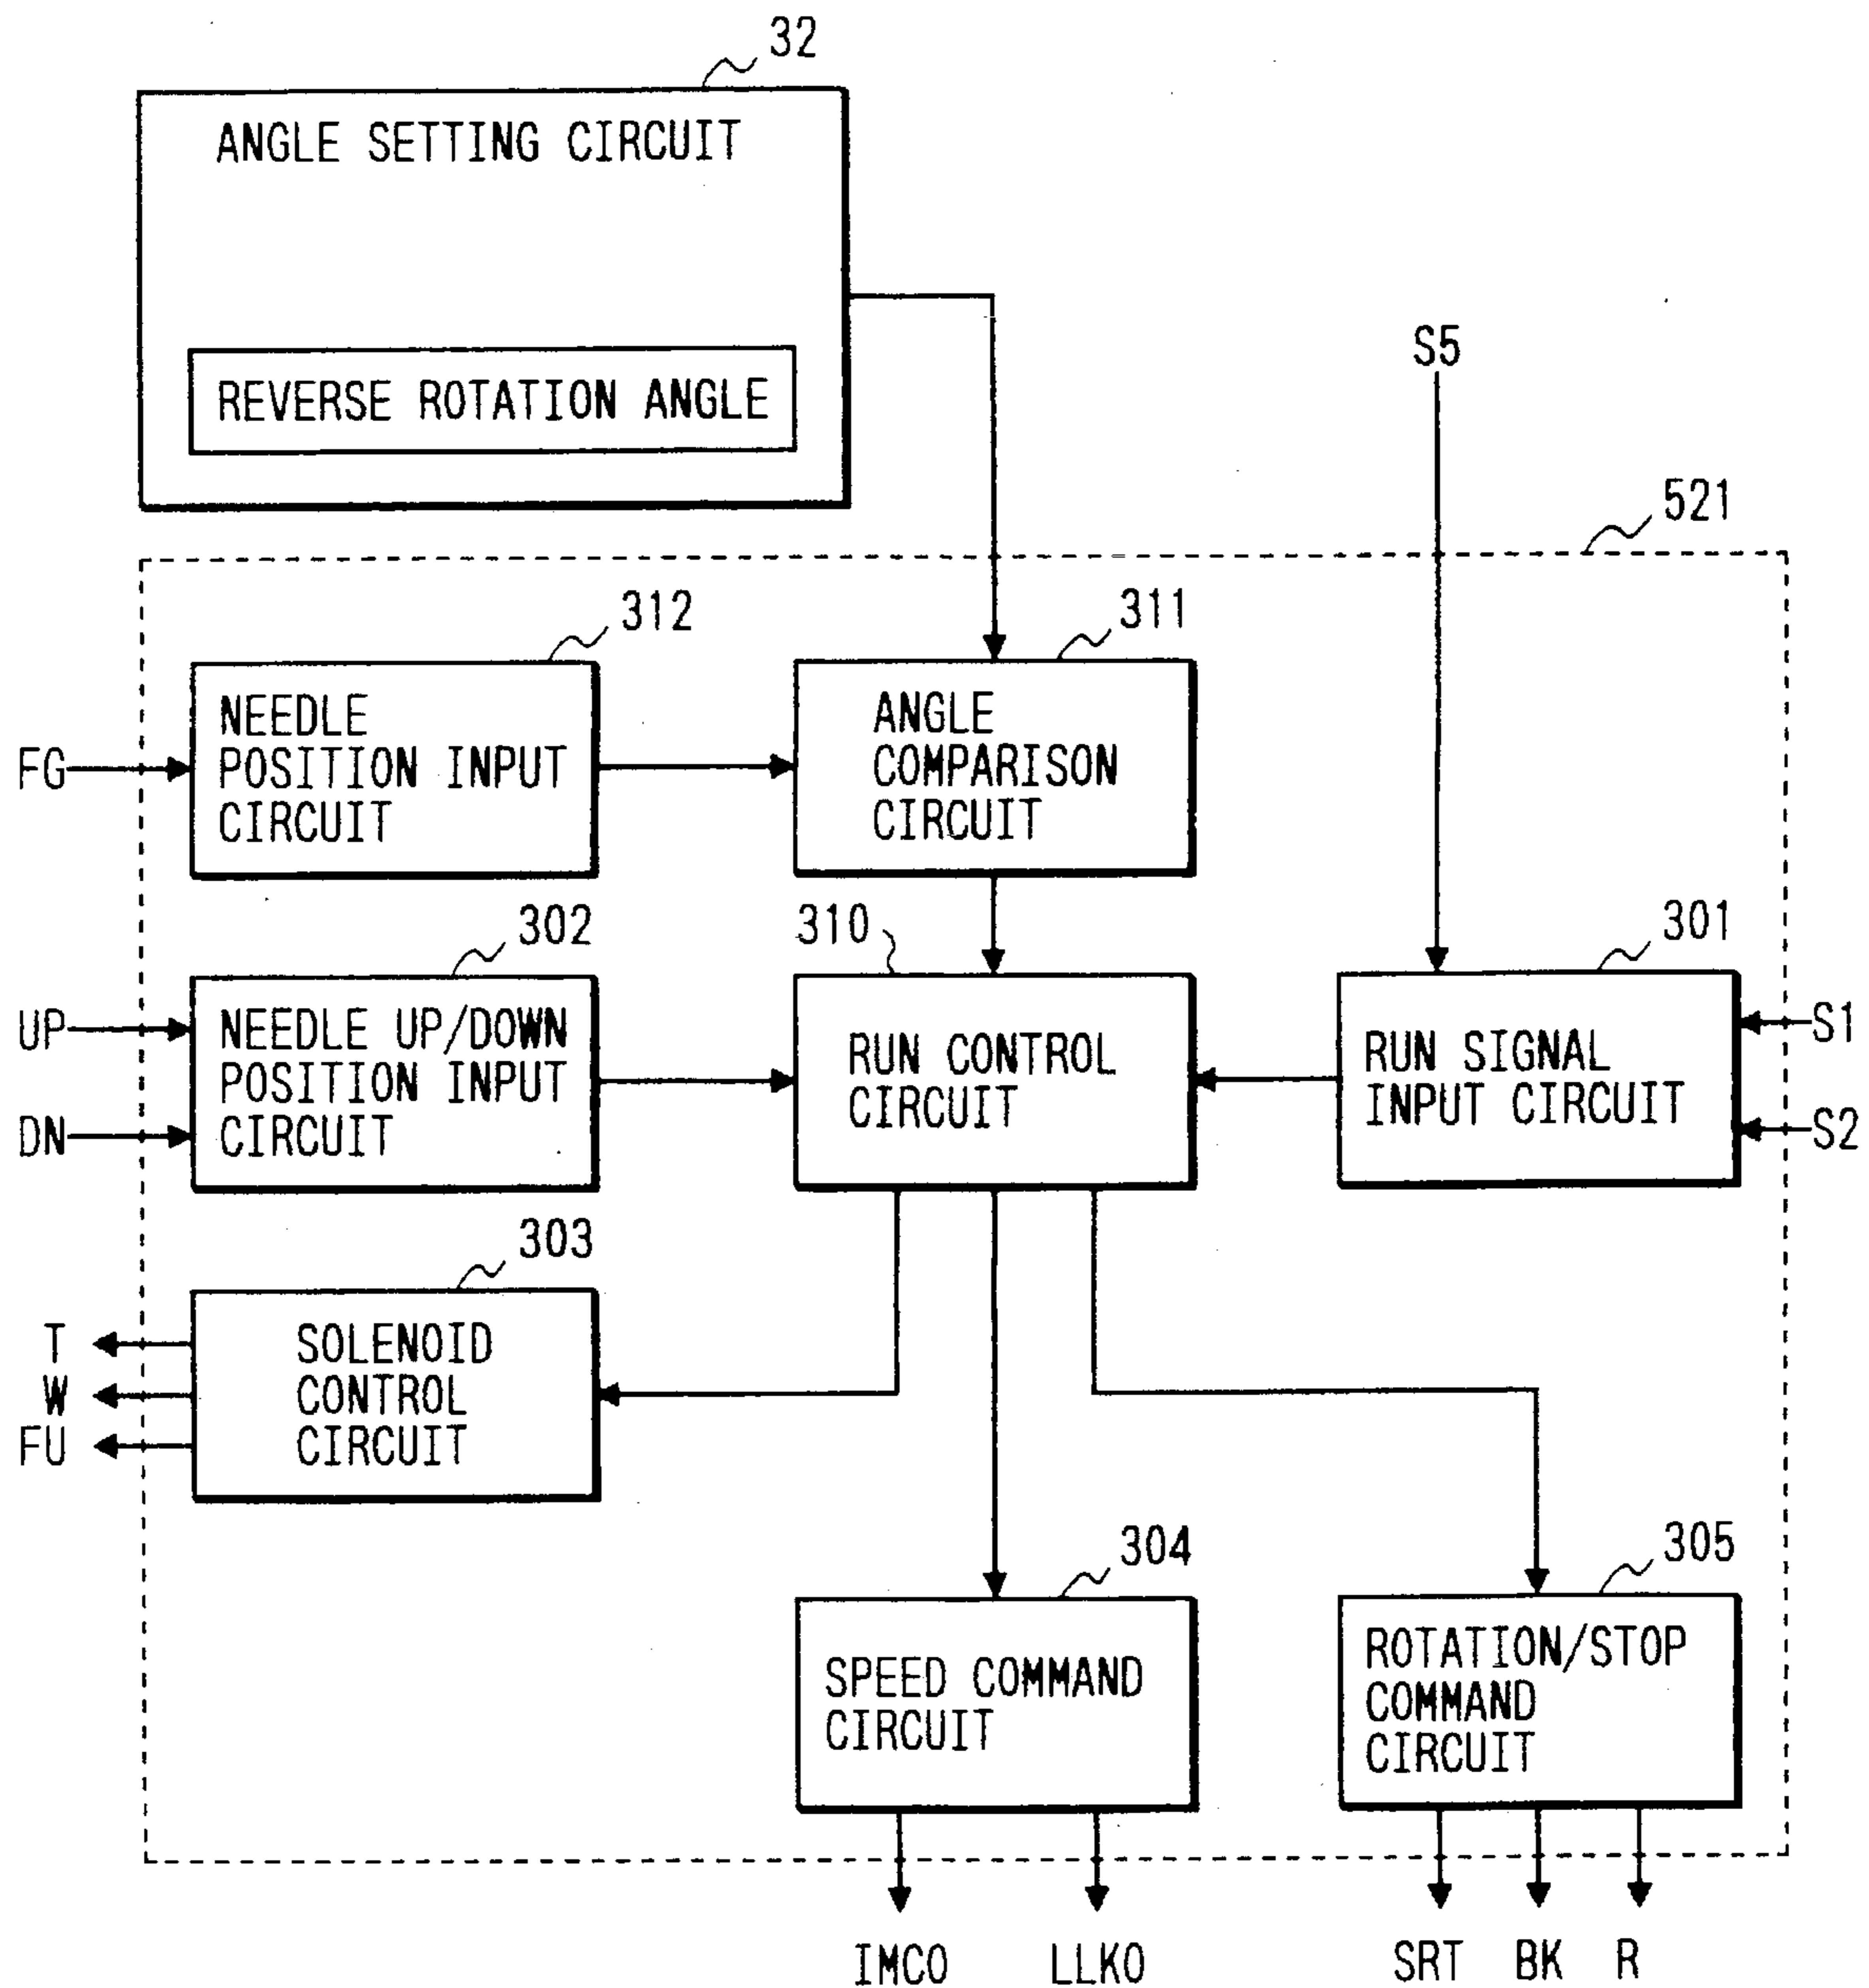 32
ANGLE SETTING CIRCUIT
REVERSE ROTATION ANGLE
S5
521
312
311
NEEDLE
POSITION INPUT
CIRCUIT
ANGLE
COMPARISON
CIRCUIT
FG
302
310
301
UP
DN
NEEDLE UP/DOWN
POSITION INPUT
CIRCUIT
RUN CONTROL
CIRCUIT
RUN SIGNAL
INPUT CIRCUIT
S1
S2
303
T
W
FU
SOLENOID
CONTROL
CIRCUIT
304
305
SPEED COMMAND
CIRCUIT
ROTATION/STOP
COMMAND
CIRCUIT
IMCO
LLKO
SRT
BK
R